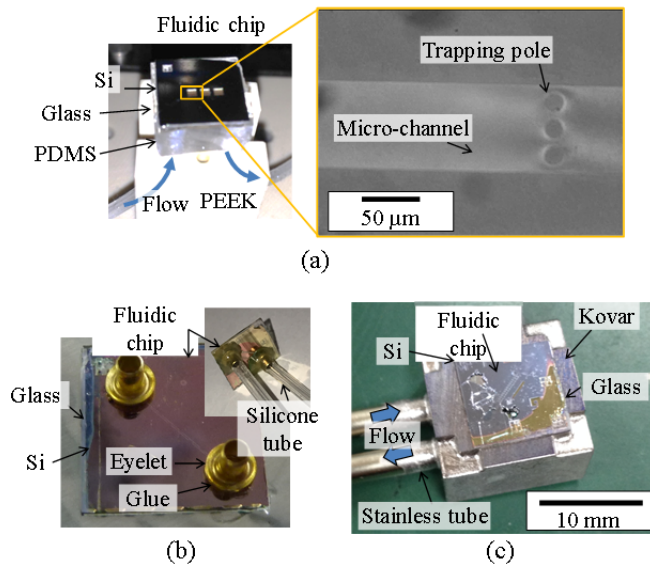 Fluidic chip
Si
Glass
PDMS
Flow
PEEK
Trapping pole
Micro-channel
50 μm
(a)
Fluidic chip
Glass
Si
Silicone
tube
Eyelet
Glue
(b)
Kovar
Fluidic
chip
Si
Glass
Flow
Stainless tube
10 mm
(c)